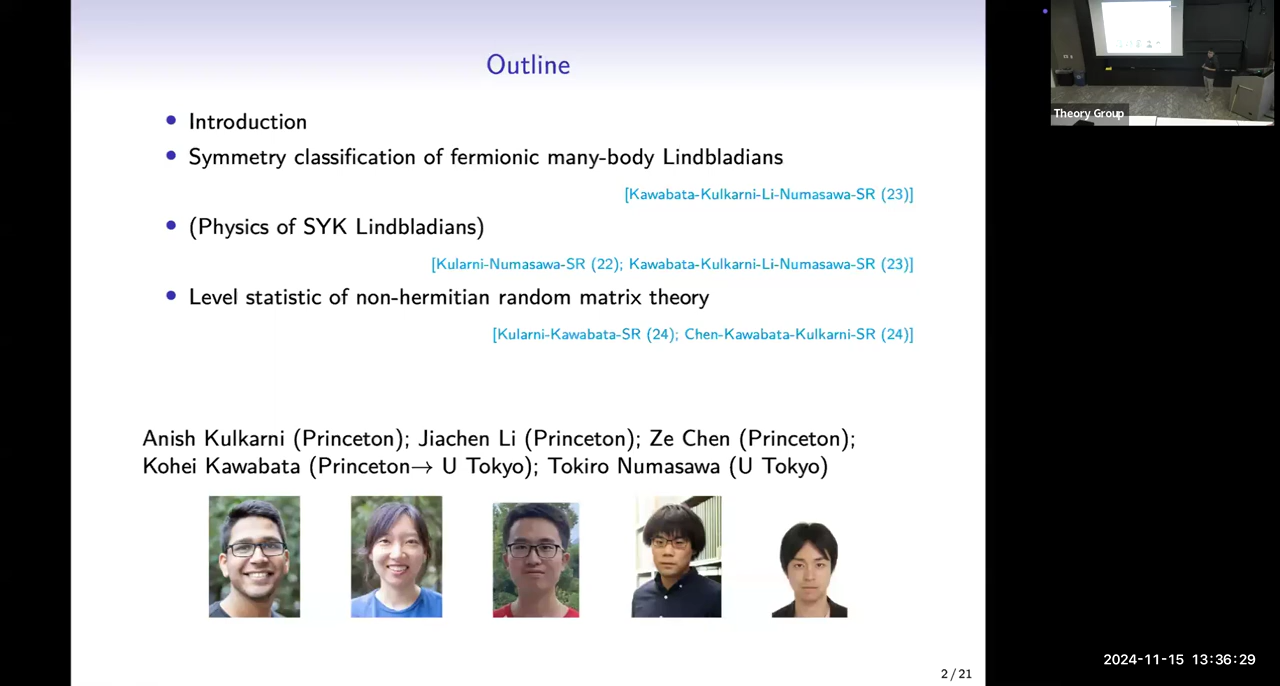 Outline
Introduction
Symmetry classification of fermionic many-body Lindbladians
[Kawabata-Kulkarni-Li-Numasawa-SR (23)]
(Physics of SYK Lindbladians)
[Kularni-Numasawa-SR (22); Kawabata-Kulkarni-Li-Numasawa-SR (23)]
Level statistic of non-hermitian random matrix theory
[Kularni-Kawabata-SR (24); Chen-Kawabata-Kulkarni-SR (24)]
Anish Kulkarni (Princeton); Jiachen Li (Princeton); Ze Chen (Princeton);
Kohei Kawabata (Princeton→ U Tokyo); Tokiro Numasawa (U Tokyo)
2 / 21
Theory Group
2024-11-15 13:36:29